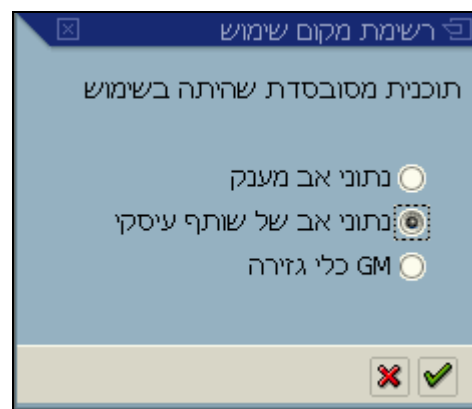 רשימת מקום שימוש
תוכנית מסובסדת שהיתה בשימוש
נתוני אב מענק
נתוני אב של שותף עיסקי
GM כלי גזירה